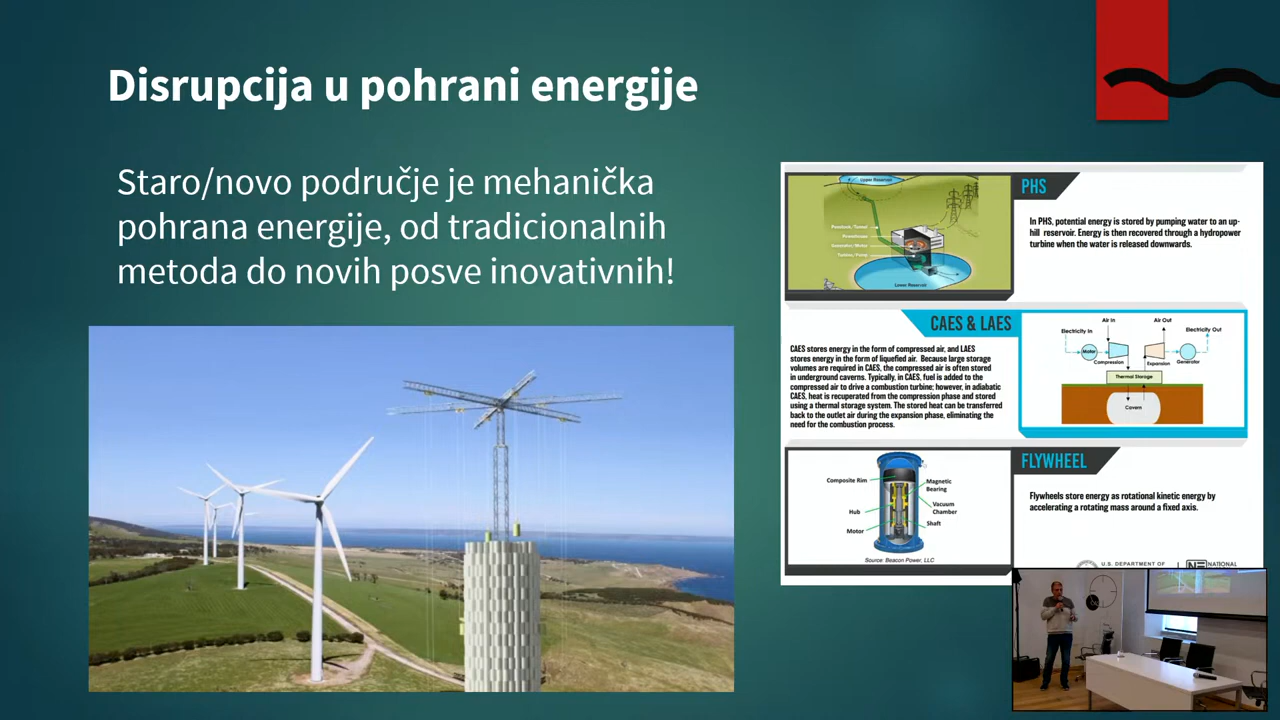 Disrupcija u pohrani energije
Staro/novo područje je mehanička
pohrana energije, od tradicionalnih
metoda do novih posve inovativnih!
Upper Reservoir
Penstock/Tunnel
Powerhouse
Generator/Motor
Turbine/Pump
Lower Reservoir
PHS
In PHS, potential energy is stored by pumping water to an up-
hill reservoir. Energy is then recovered through a hydropower
turbine when the water is released downwards.
CAES & LAES
CAES stores energy in the form of compressed air, and LAES
stores energy in the form of liquefied air. Because large storage
volumes are required in CAES, the compressed air is often stored
in underground caverns. Typically, in CAES, fuel is added to the
compressed air to drive a combustion turbine; however, in adiabatic
CAES, heat is recuperated from the compression phase and stored
using a thermal storage system. The stored heat can be transferred
back to the outlet air during the expansion phase, eliminating the
need for the combustion process.
Air In
Air Out
Electricity In
Electricity Out
Motor
Compression
Expansion
Generator
Thermal Storage
Cavern
Composite Rim
Magnetic
Bearing
Vacuum
Chamber
Hub
Shaft
Motor
Source: Beacon Power, LLC
FLYWHEEL
Flywheels store energy as rotational kinetic energy by
accelerating a rotating mass around a fixed axis.
U.S. DEPARTMENT OF
NATIONAL